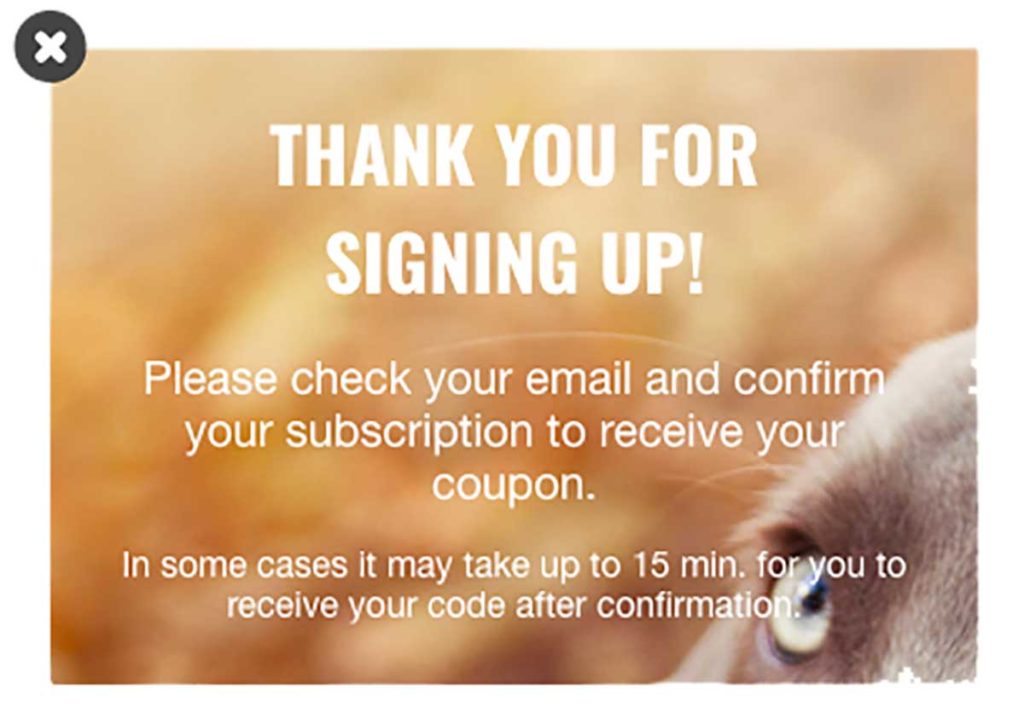 THANK YOU FOR
SIGNING UP!
Please check your email and confirm
your subscription to receive your
coupon.
In some cases it may take up to 15 min. for you to
receive your code after confirmation.